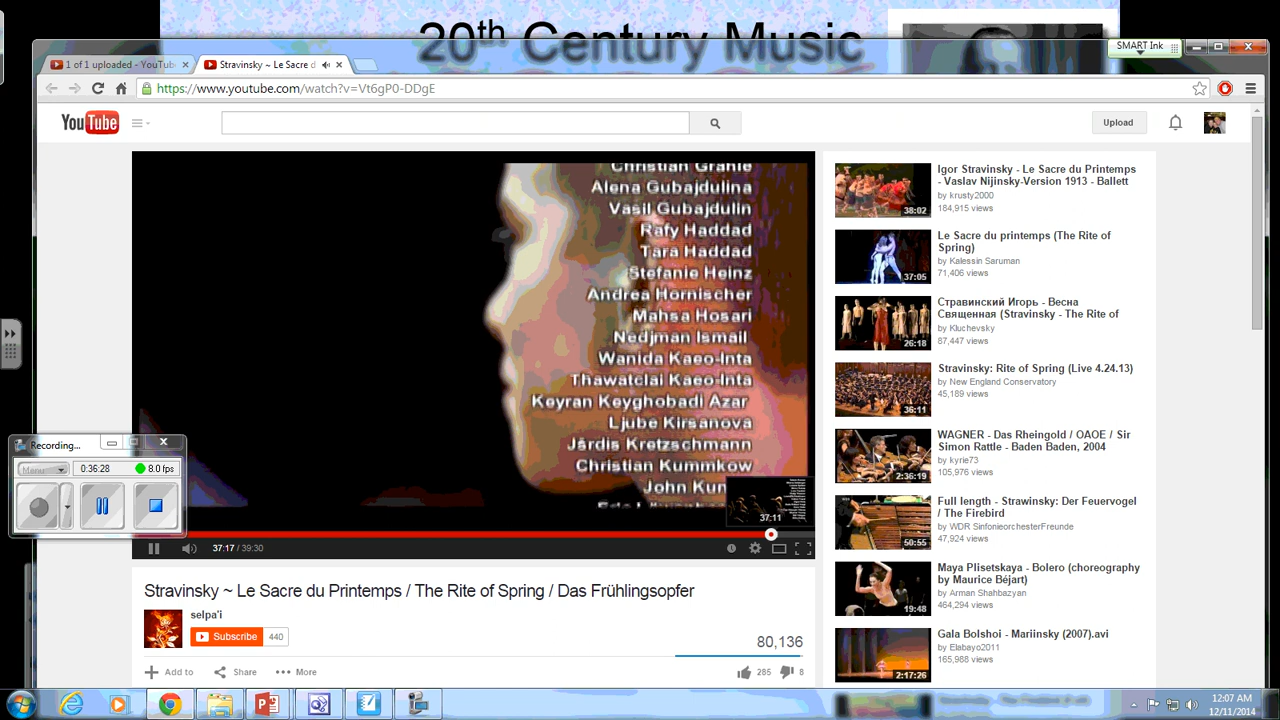 20th Century Music
SMART Ink
1 of 1 uploaded - YouTube
Stravinsky ~ Le Sacre d
https://www.youtube.com/watch?v=Vt6gP0-DDgE
YouTube
Upload
Christian Granle
Alena Gubajdulina
Vasil Gubajdulin
Rafy Haddad
Tara Haddad
Stefanie Heinz
Andrea Hornischer
Mahsa Hosari
Nedjman Ismail
Wanida Kaeo-Inta
Thawatclai Kaeo-Inta
Keyran Keyghobadi Azar
Ljube Kirsanova
Járdis Kretzschmann
Christian Kummkow
John Kun
37:11
37:17 / 39:30
Recording...
Menu
0:36:28
8.0 fps
Stravinsky ~ Le Sacre du Printemps / The Rite of Spring / Das Frühlingsopfer
selpa'i
Subscribe
440
80,136
Add to
Share
More
285
8
Igor Stravinsky - Le Sacre du Printemps
- Vaslav Nijinsky-Version 1913 - Ballett
by krusty2000
184,915 views
38:02
Le Sacre du printemps (The Rite of
Spring)
by Kalessin Saruman
71,406 views
37:05
Стравинский Игорь - Весна
Священная (Stravinsky - The Rite of
by Kluchevsky
87,447 views
26:18
Stravinsky: Rite of Spring (Live 4.24.13)
by New England Conservatory
45,189 views
36:11
WAGNER - Das Rheingold / OAOE / Sir
Simon Rattle - Baden Baden, 2004
by kyrie73
105,976 views
2:36:19
Full length - Strawinsky: Der Feuervogel
/ The Firebird
by WDR SinfonieorchesterFreunde
47,924 views
50:55
Maya Plisetskaya - Bolero (choreography
by Maurice Béjart)
by Arman Shahbazyan
464,294 views
19:48
Gala Bolshoi - Mariinsky (2007).avi
by Elabayo2011
165,988 views
2:17:26
12:07 AM
12/11/2014